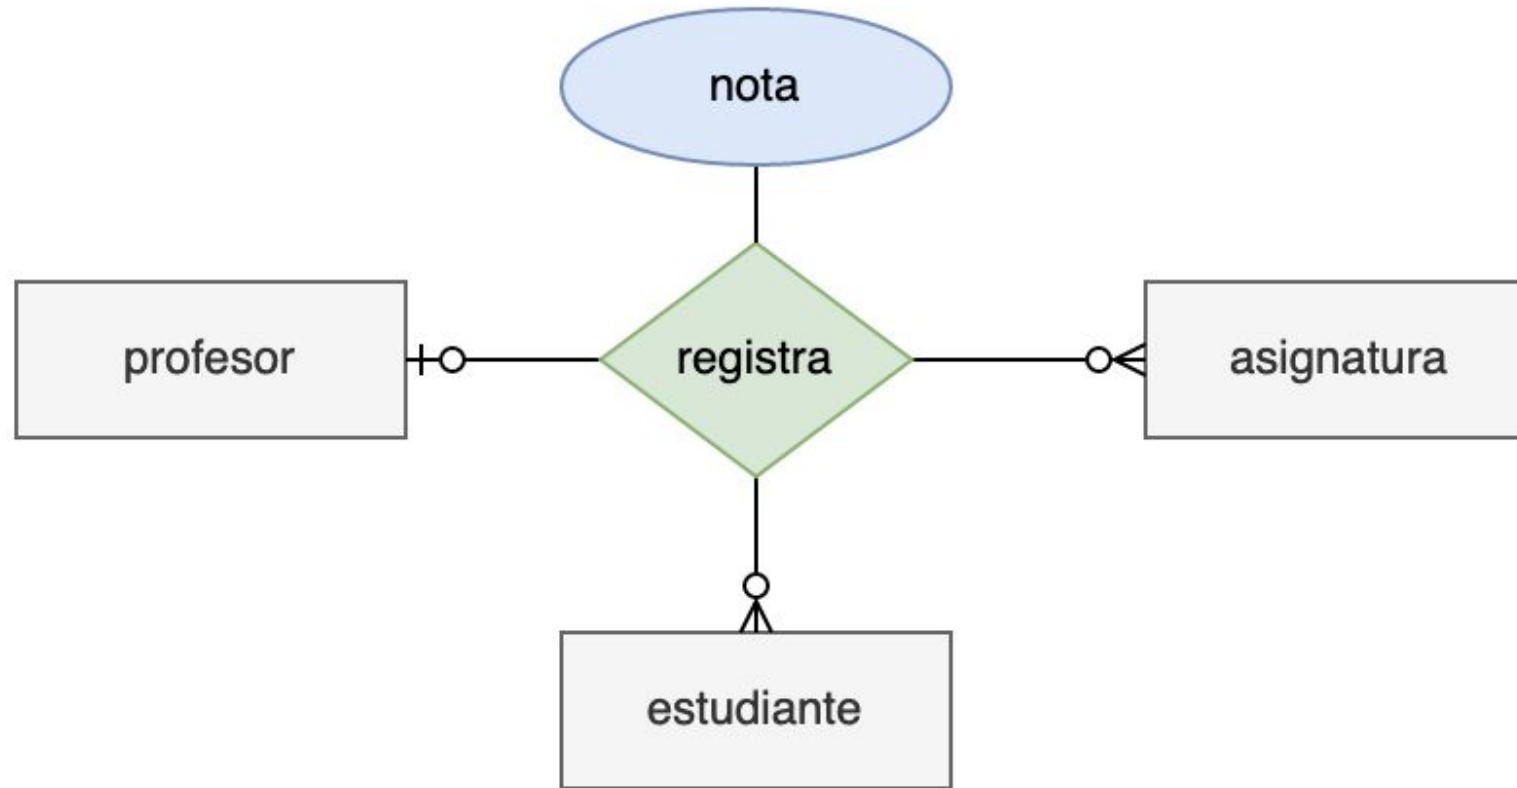 nota
profesor
registra
asignatura
estudiante